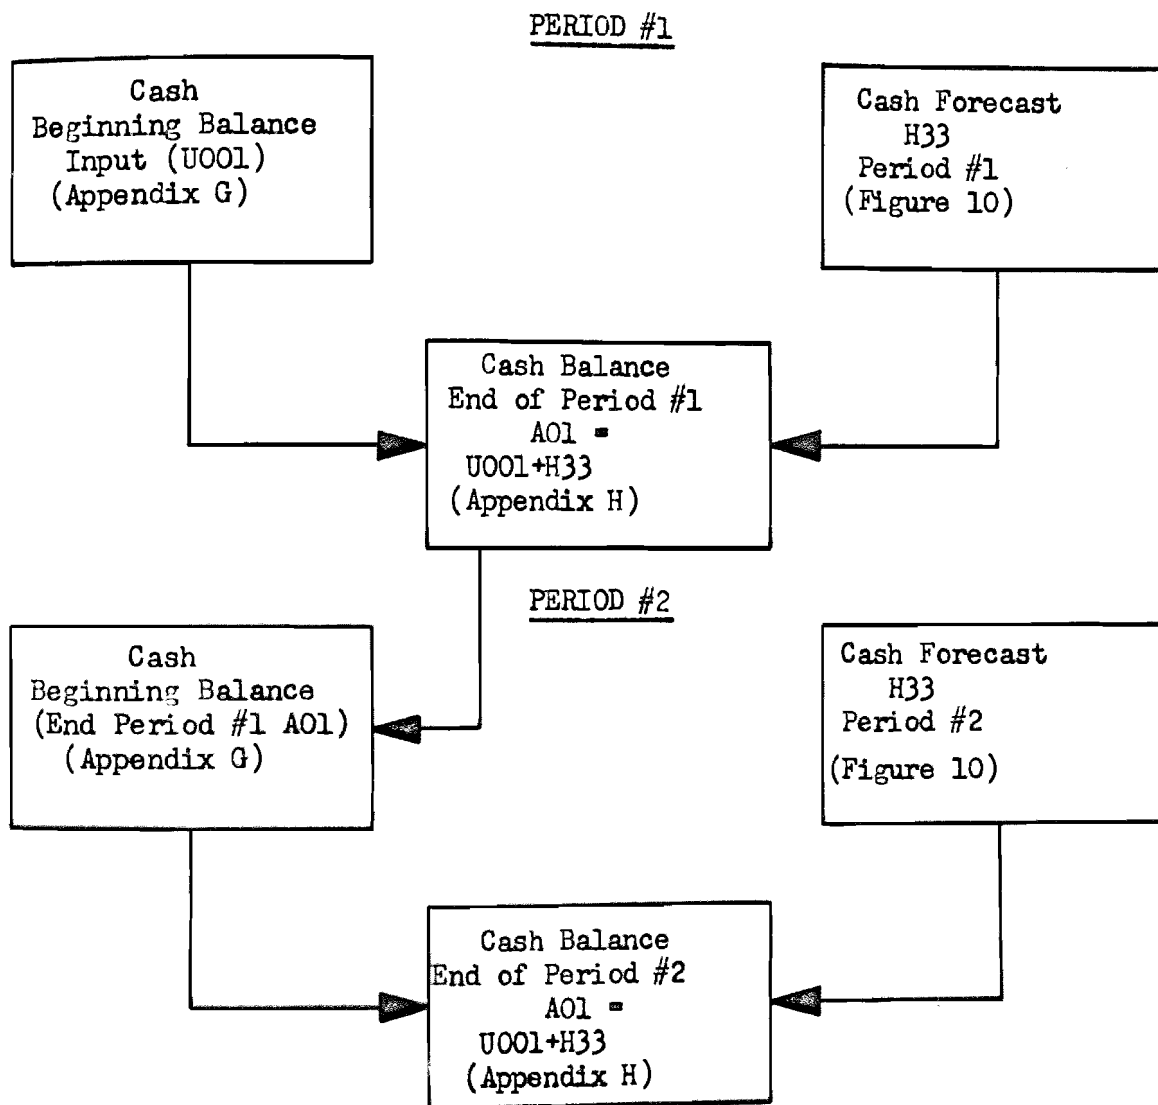 PERIOD #1
Cash
Beginning Balance
Input (U001)
(Appendix G)
Cash Forecast
H33
Period #1
(Figure 10)
Cash Balance
End of Period #1
A01 =
U001+H33
(Appendix H)
PERIOD #2
Cash
Beginning Balance
(End Period #1 A01)
(Appendix G)
Cash Forecast
H33
Period #2
(Figure 10)
Cash Balance
End of Period #2
A01 =
U001+H33
(Appendix H)